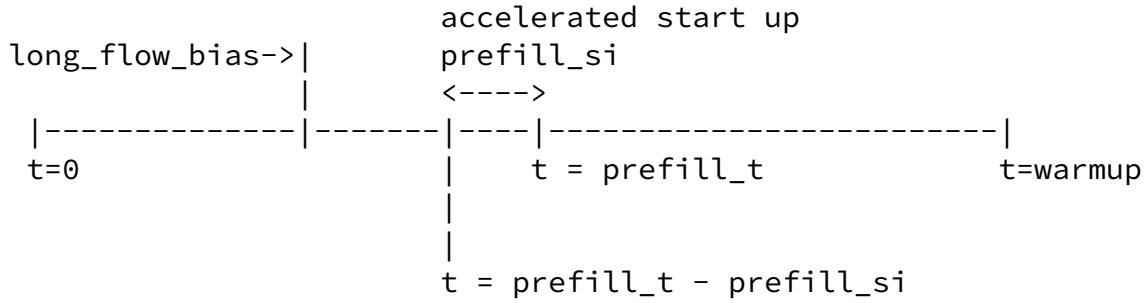 accelerated start up
long_flow_bias->| prefill_si
| <---->
|--------------|-------|----|-------------------------|
t=0 | t = prefill_t t=warmup
|
|
t = prefill_t - prefill_si